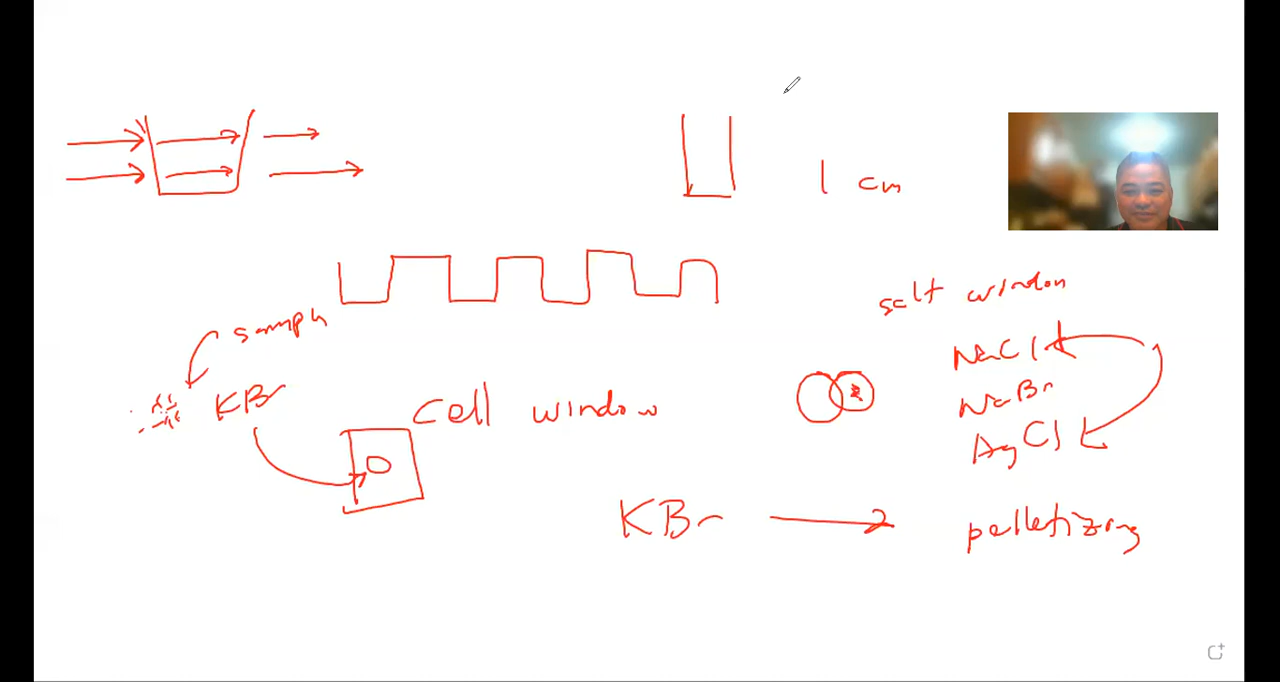 1 cm
salt window
sample
NaCl
KBr
cell window
NaBr
AgCl
KBr
pelletizing